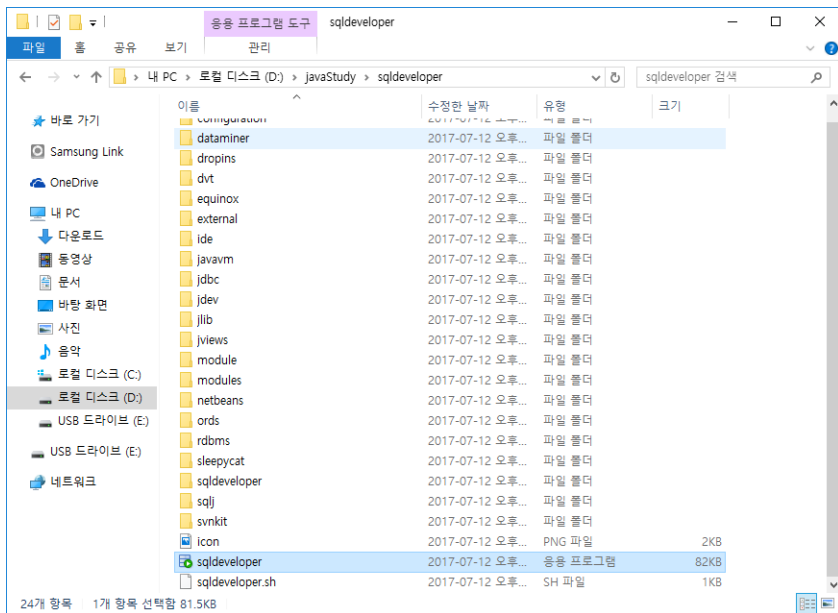 응용 프로그램 도구 sqldeveloper
파일 홈 공유 보기 관리
내 PC > 로컬 디스크 (D:) > javaStudy > sqldeveloper
sqldeveloper 검색
이름 수정한 날짜 유형 크기
바로 가기
Samsung Link
OneDrive
내 PC
다운로드
동영상
문서
바탕 화면
사진
음악
로컬 디스크 (C:)
로컬 디스크 (D:)
USB 드라이브 (E:)
USB 드라이브 (E:)
네트워크
configuration 2017-07-12 오후... 파일 폴더
dataminer 2017-07-12 오후... 파일 폴더
dropins 2017-07-12 오후... 파일 폴더
dvt 2017-07-12 오후... 파일 폴더
equinox 2017-07-12 오후... 파일 폴더
external 2017-07-12 오후... 파일 폴더
ide 2017-07-12 오후... 파일 폴더
javavm 2017-07-12 오후... 파일 폴더
jdbc 2017-07-12 오후... 파일 폴더
jdev 2017-07-12 오후... 파일 폴더
jlib 2017-07-12 오후... 파일 폴더
jviews 2017-07-12 오후... 파일 폴더
module 2017-07-12 오후... 파일 폴더
modules 2017-07-12 오후... 파일 폴더
netbeans 2017-07-12 오후... 파일 폴더
ords 2017-07-12 오후... 파일 폴더
rdbms 2017-07-12 오후... 파일 폴더
sleepycat 2017-07-12 오후... 파일 폴더
sqldeveloper 2017-07-12 오후... 파일 폴더
sqlj 2017-07-12 오후... 파일 폴더
svnkit 2017-07-12 오후... 파일 폴더
icon 2017-07-12 오후... PNG 파일 2KB
sqldeveloper 2017-07-12 오후... 응용 프로그램 82KB
sqldeveloper.sh 2017-07-12 오후... SH 파일 1KB
24개 항목 1개 항목 선택함 81.5KB